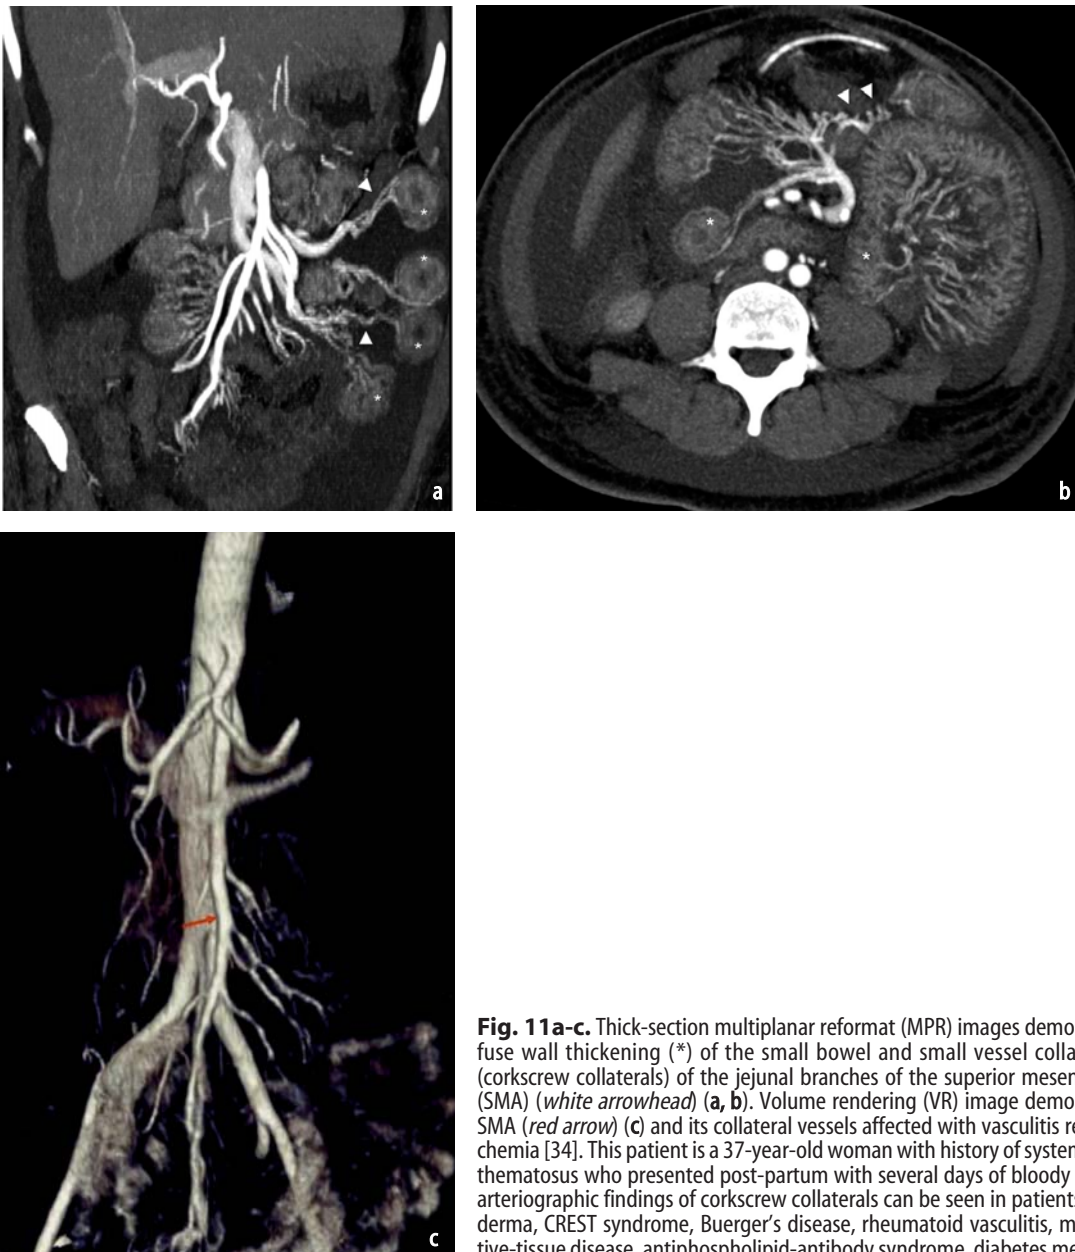 a
b
c
Fig. 11a-c. Thick-section multiplanar reformat (MPR) images demo
fuse wall thickening (*) of the small bowel and small vessel colla
(corkscrew collaterals) of the jejunal branches of the superior mesen
(SMA) (white arrowhead) (a, b). Volume rendering (VR) image demo
SMA (red arrow) (c) and its collateral vessels affected with vasculitis re
chemia [34]. This patient is a 37-year-old woman with history of system
thematosus who presented post-partum with several days of bloody
arteriographic findings of corkscrew collaterals can be seen in patients
derma, CREST syndrome, Buerger's disease, rheumatoid vasculitis, m
tive-tissue disease, antiphospholipid-antibody syndrome, diabetes me